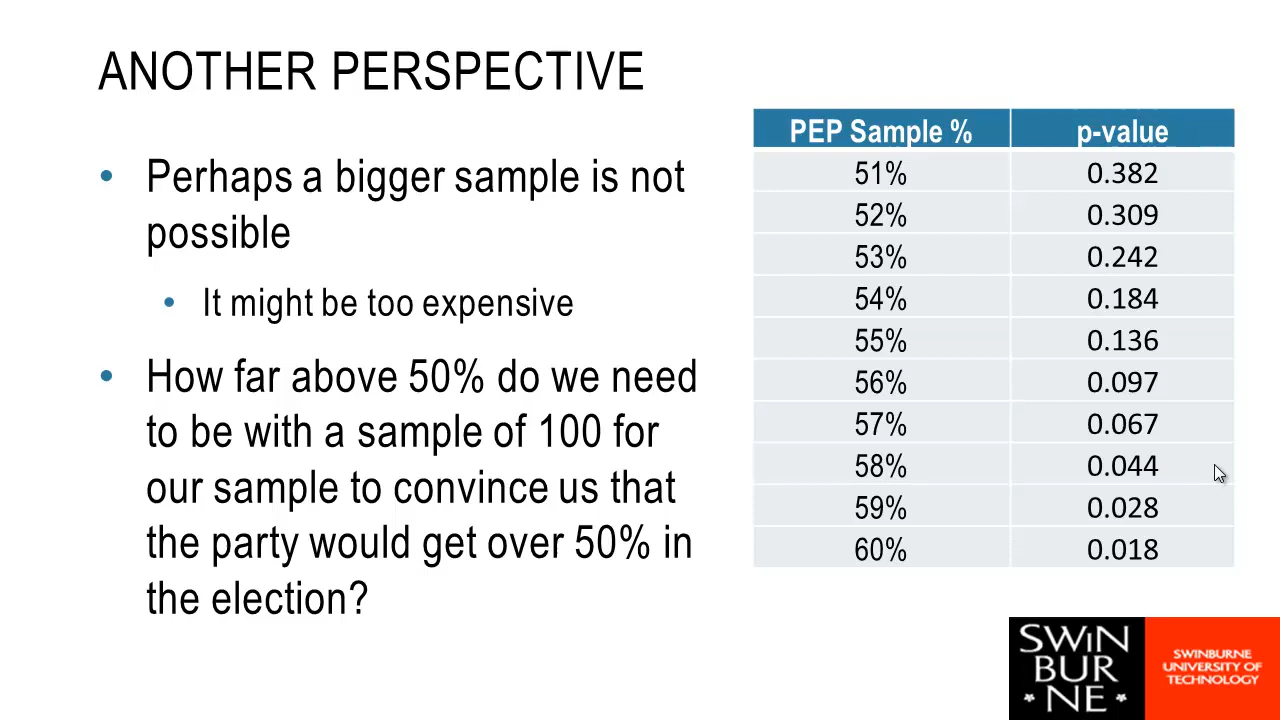 ANOTHER PERSPECTIVE
• Perhaps a bigger sample is not
possible
• It might be too expensive
• How far above 50% do we need
to be with a sample of 100 for
our sample to convince us that
the party would get over 50% in
the election?
PEP Sample % p-value
51% 0.382
52% 0.309
53% 0.242
54% 0.184
55% 0.136
56% 0.097
57% 0.067
58% 0.044
59% 0.028
60% 0.018
SWIN
BUR
NE
SWINBURNE
UNIVERSITY OF
TECHNOLOGY